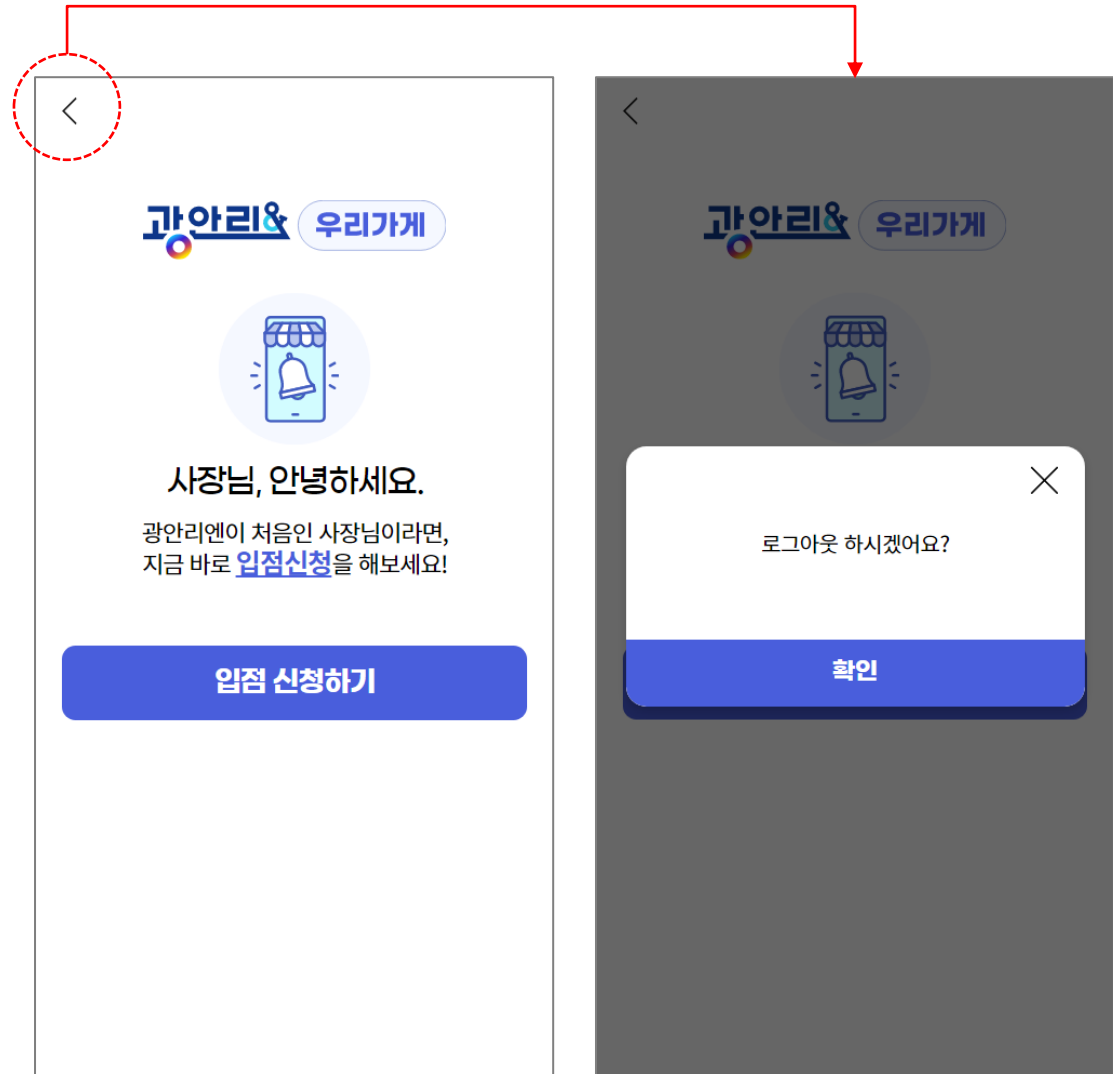 광안리& 우리가게
사장님, 안녕하세요.
광안리엔이 처음인 사장님이라면,
지금 바로 입점신청을 해보세요!
입점 신청하기
광안리& 우리가게
로그아웃 하시겠어요?
확인